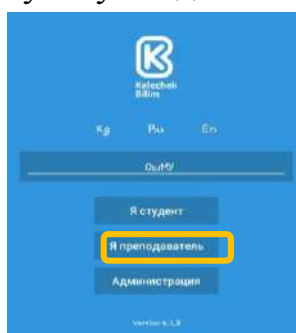 Kelechek
Bilim
Kg Ru En
ОшМУ
Я студент
Я преподаватель
Администрация